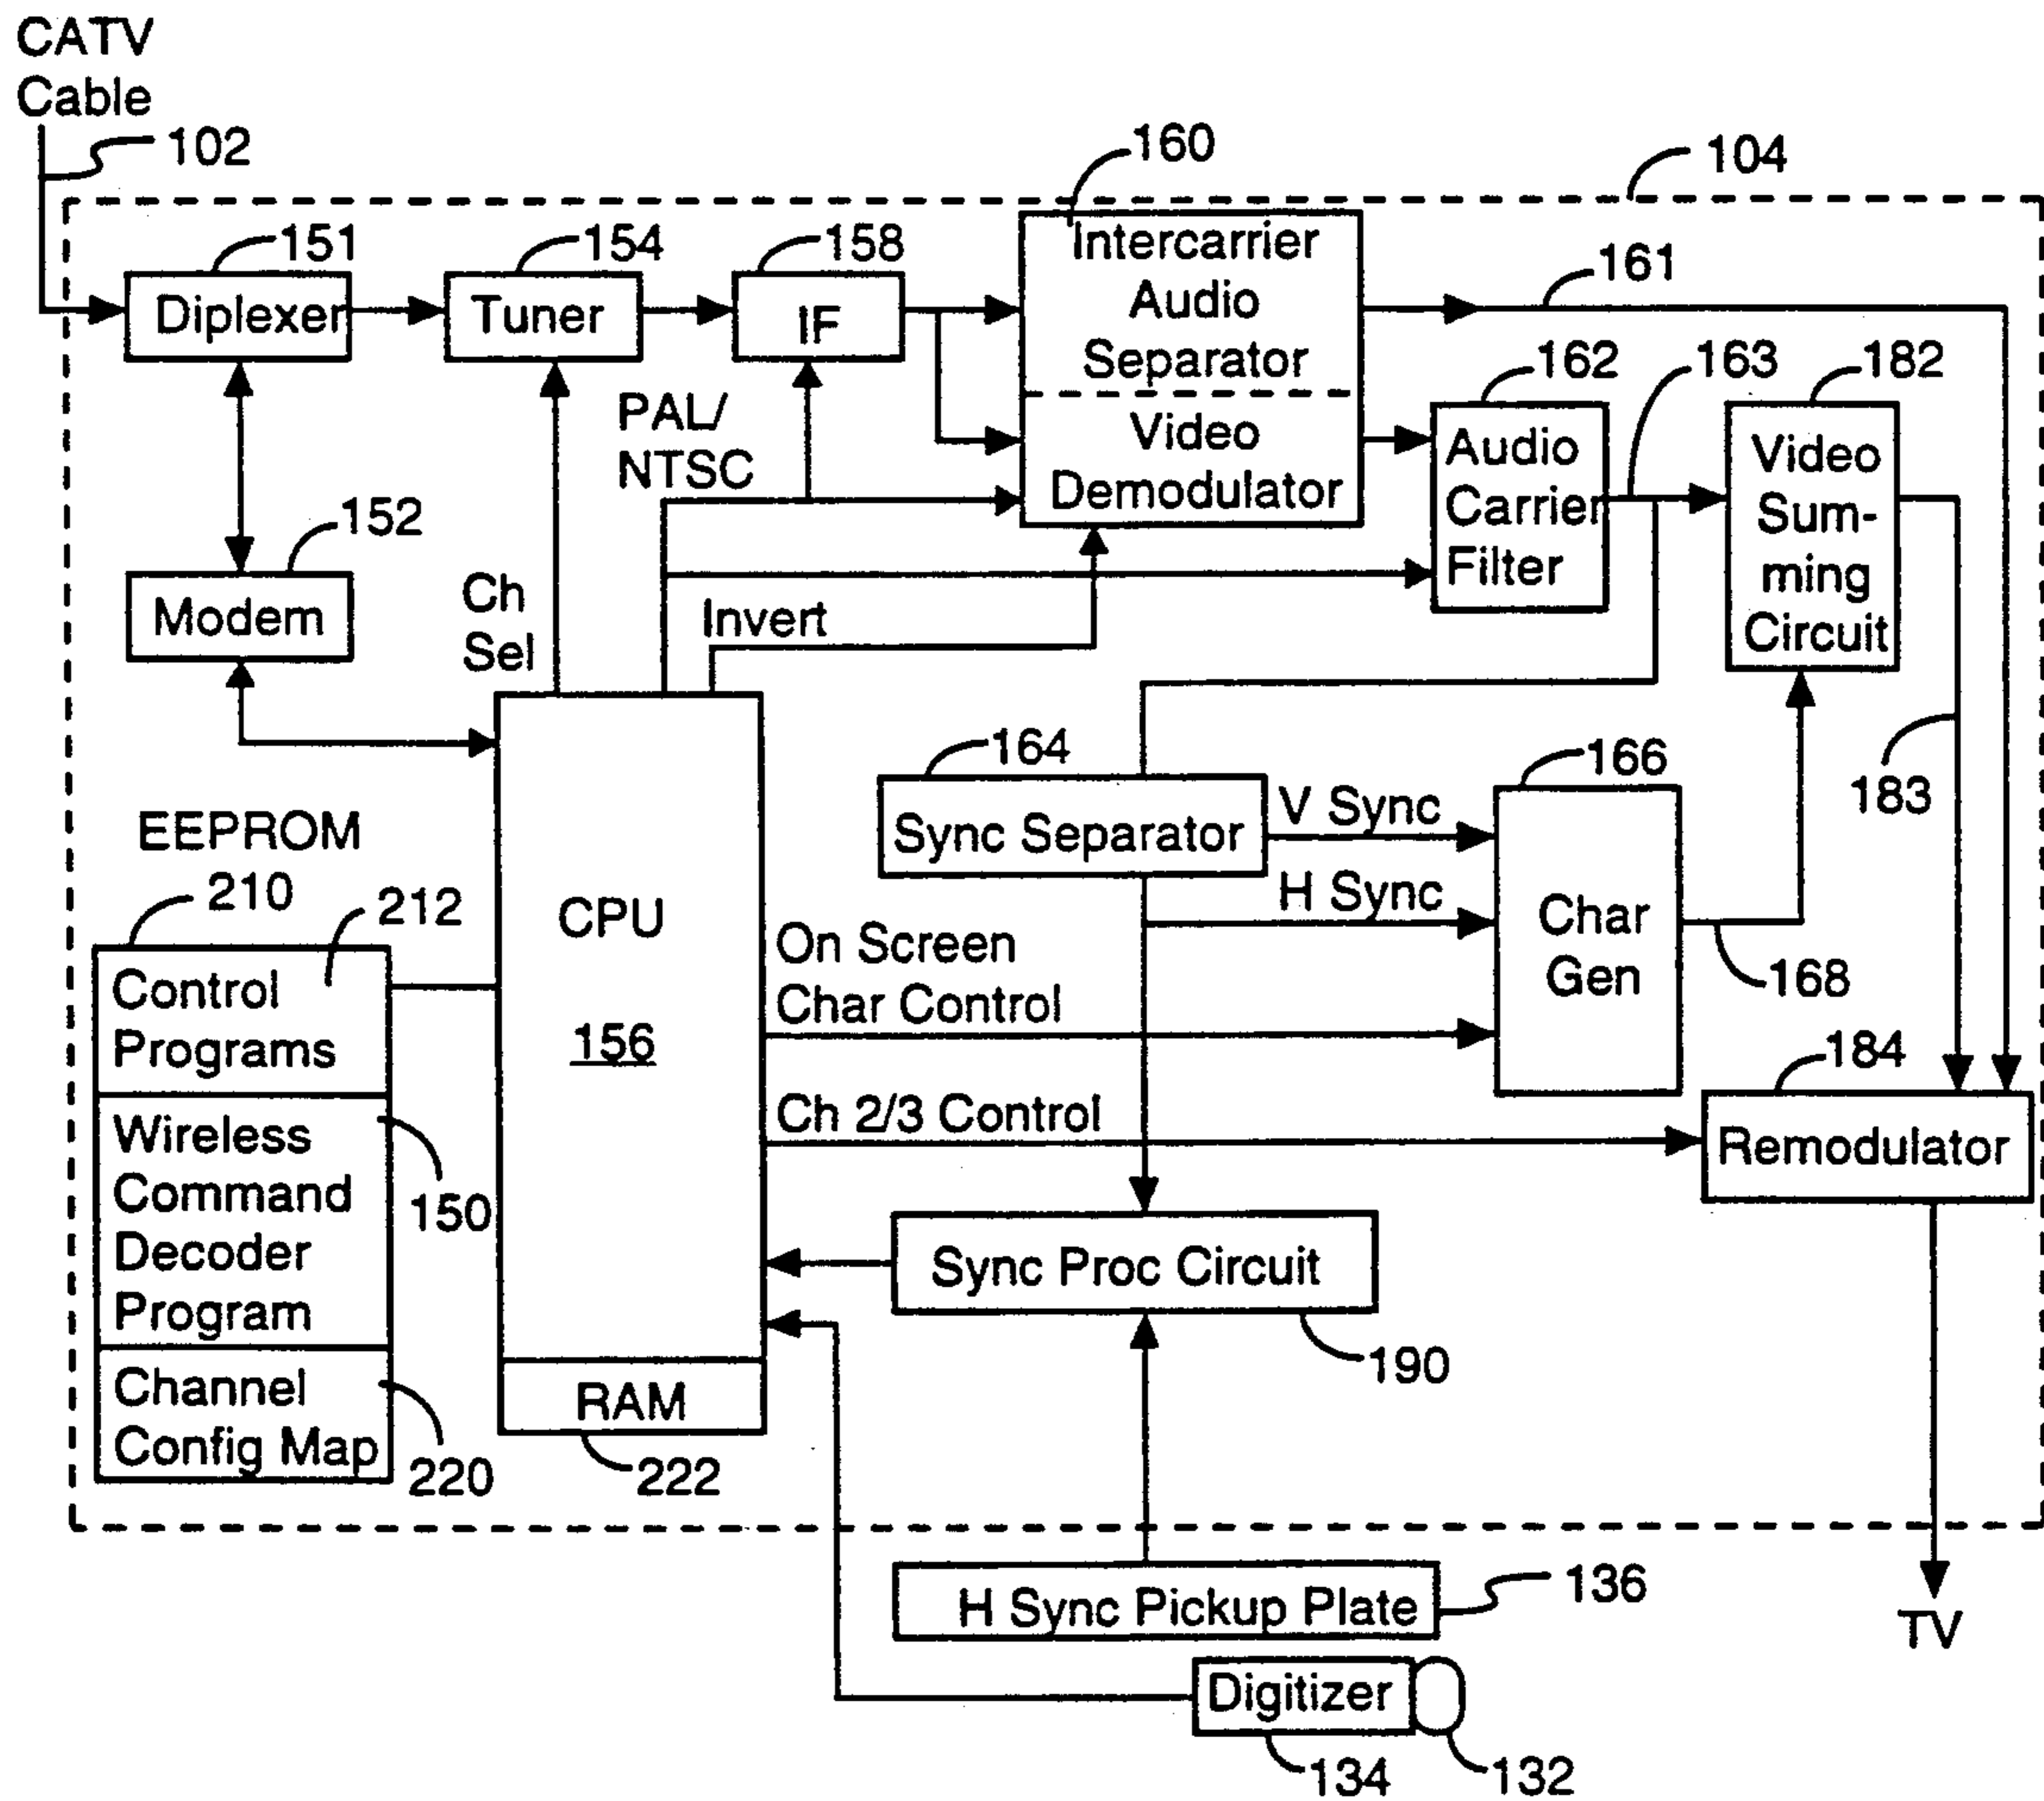 CATV
Cable
102
160
104
151
154
158
161
Diplexer
Tuner
IF
Intercarrier
Audio
Separator
Video
Demodulator
162
163
182
PAL/
NTSC
Audio
Carrier
Filter
Video
Sum-
ming
Circuit
152
Modem
Ch
Sel
Invert
164
166
183
Sync Separator
V Sync
H Sync
Char
Gen
168
EEPROM
210
212
Control
Programs
Wireless
Command
Decoder
Program
150
Channel
Config Map
220
CPU
156
RAM
222
On Screen
Char Control
Ch 2/3 Control
184
Remodulator
Sync Proc Circuit
190
H Sync Pickup Plate
136
TV
Digitizer
134
132